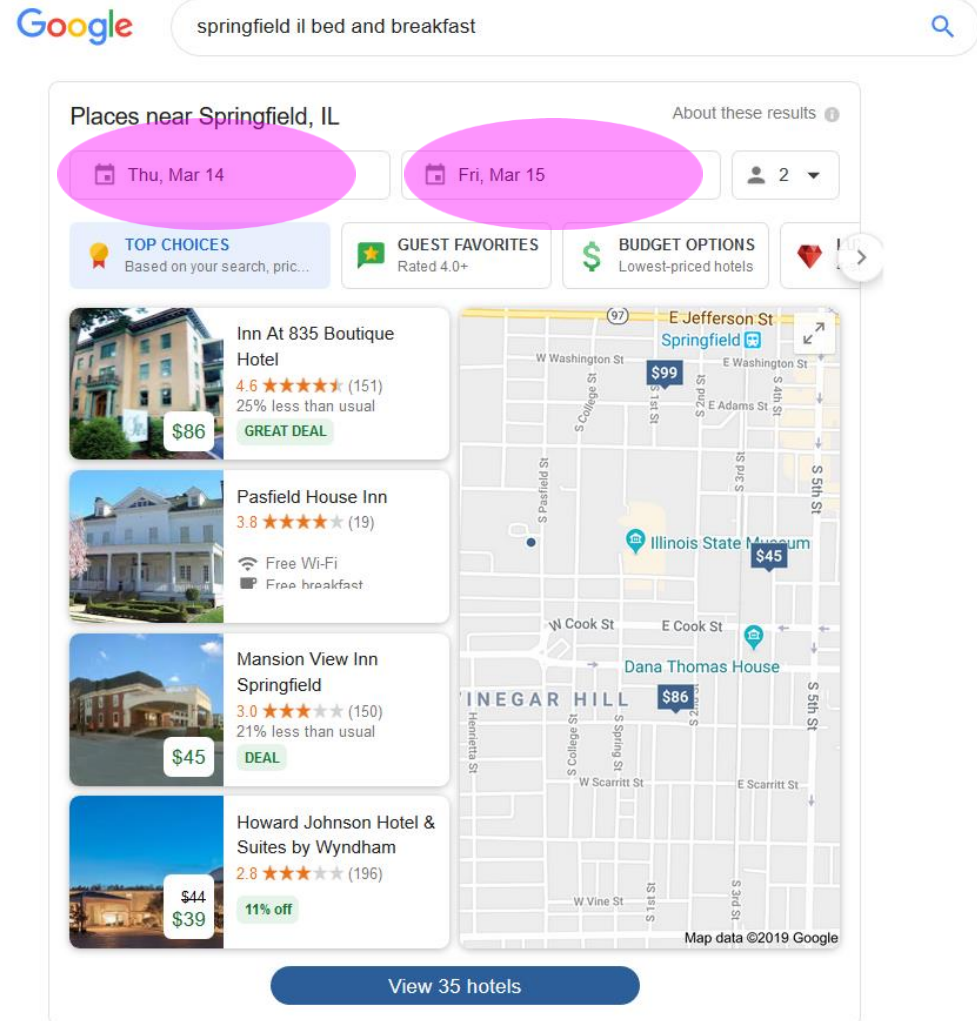 Google
springfield il bed and breakfast
Places near Springfield, IL
About these results
Thu, Mar 14
Fri, Mar 15
2
TOP CHOICES
Based on your search, pric...
GUEST FAVORITES
Rated 4.0+
BUDGET OPTIONS
Lowest-priced hotels
Inn At 835 Boutique
Hotel
4.6 (151)
25% less than usual
GREAT DEAL
$86
Pasfield House Inn
3.8 (19)
Free Wi-Fi
Free breakfast
Mansion View Inn
Springfield
3.0 (150)
21% less than usual
DEAL
$45
Howard Johnson Hotel &
Suites by Wyndham
2.8 (196)
11% off
$44
$39
97
E Jefferson St
Springfield
W Washington St
E Washington St
$99
S College St
S 1st St
S 2nd St
S 4th St
E Adams St
S Pasfield St
S 3rd St
S 5th St
Illinois State Museum
$45
W Cook St
E Cook St
Dana Thomas House
VINEGAR HILL
$86
S 2nd St
S 5th St
Henrietta St
S College St
S Spring St
W Scarritt St
E Scarritt St
W Vine St
S 1st St
S 3rd St
Map data ©2019 Google
View 35 hotels